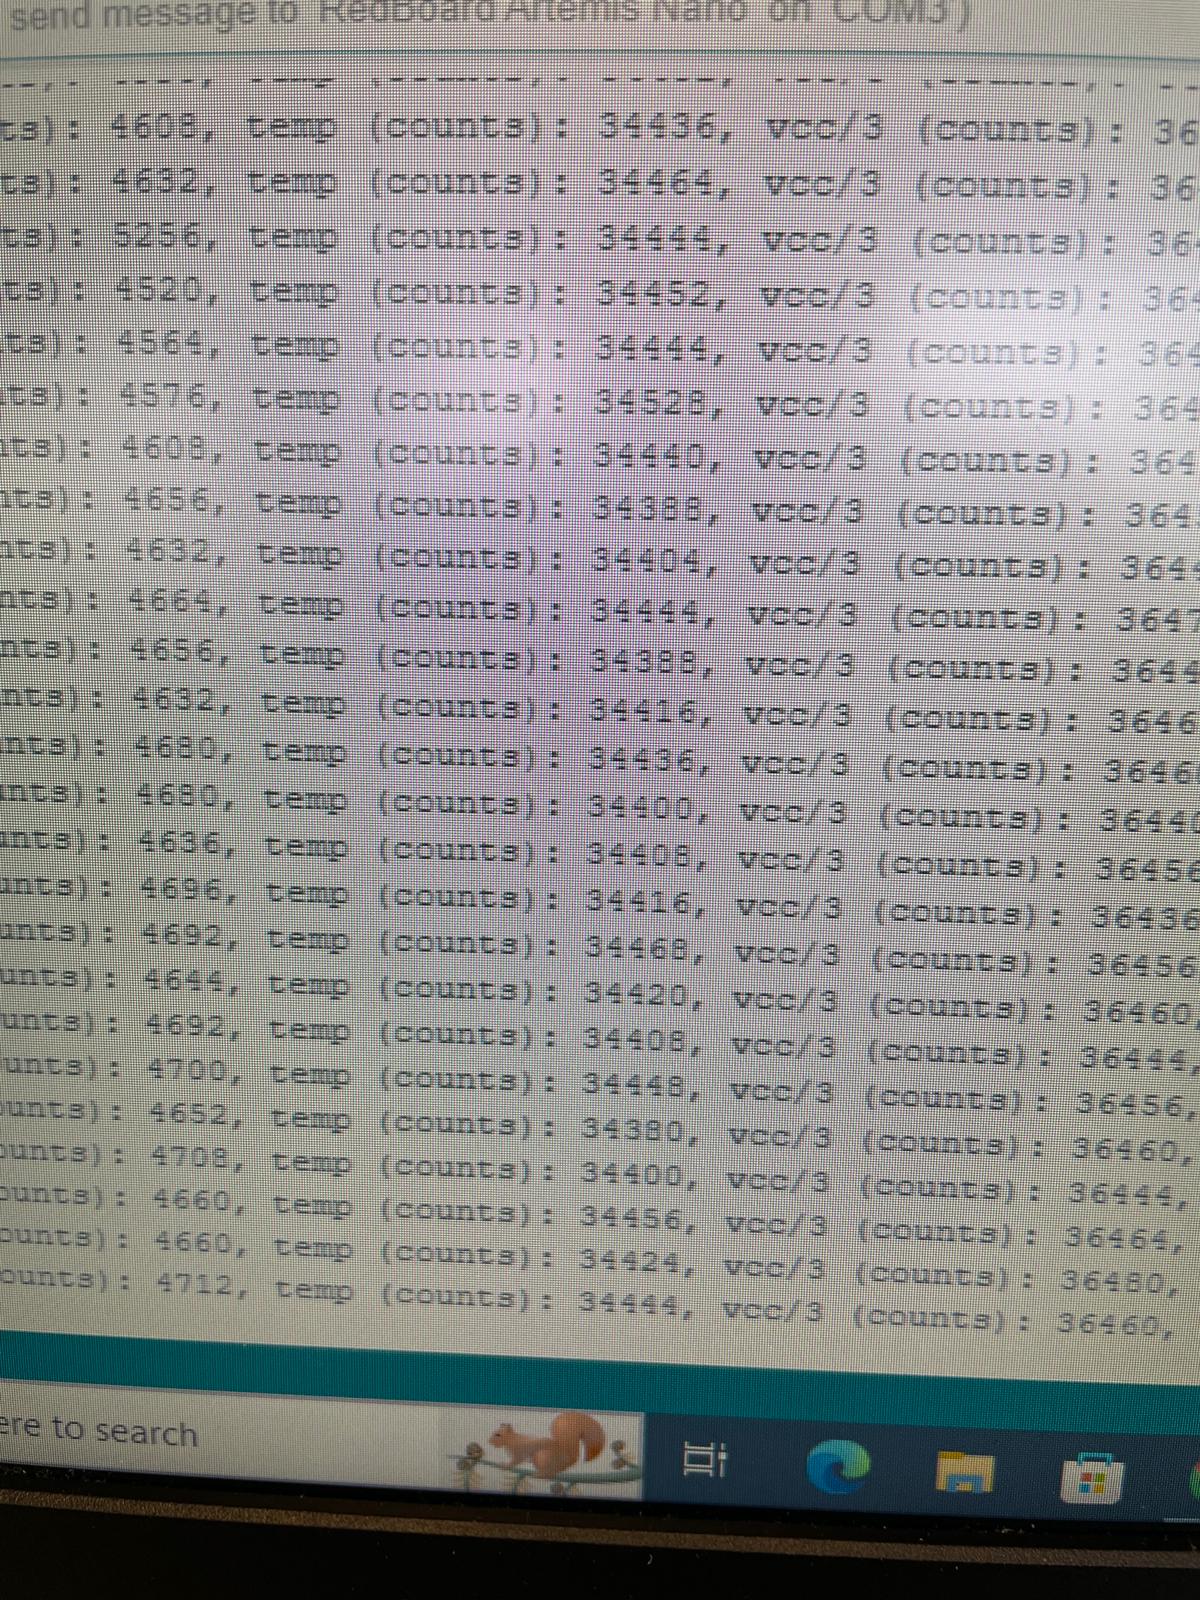 send message to 'RedBoard Artemis Nano' on 'COM3')
ts): 4608, temp (counts): 34436, vcc/3 (counts): 36
ts): 4632, temp (counts): 34464, vcc/3 (counts): 36
ts): 5256, temp (counts): 34444, vcc/3 (counts): 36
ts): 4520, temp (counts): 34452, vcc/3 (counts): 364
ts): 4564, temp (counts): 34444, vcc/3 (counts): 364
nts): 4576, temp (counts): 34528, vcc/3 (counts): 364
nts): 4608, temp (counts): 34440, vcc/3 (counts): 364
nts): 4656, temp (counts): 34388, vcc/3 (counts): 364
nts): 4632, temp (counts): 34404, vcc/3 (counts): 3644
nts): 4664, temp (counts): 34444, vcc/3 (counts): 3647
nts): 4656, temp (counts): 34388, vcc/3 (counts): 3644
nts): 4632, temp (counts): 34416, vcc/3 (counts): 3646
unts): 4680, temp (counts): 34436, vcc/3 (counts): 3646
unts): 4680, temp (counts): 34400, vcc/3 (counts): 36440
unts): 4636, temp (counts): 34408, vcc/3 (counts): 36456
unts): 4696, temp (counts): 34416, vcc/3 (counts): 36436
unts): 4692, temp (counts): 34468, vcc/3 (counts): 36456
unts): 4644, temp (counts): 34420, vcc/3 (counts): 36460,
unts): 4692, temp (counts): 34408, vcc/3 (counts): 36444,
ounts): 4700, temp (counts): 34448, vcc/3 (counts): 36456,
ounts): 4652, temp (counts): 34380, vcc/3 (counts): 36460,
ounts): 4708, temp (counts): 34400, vcc/3 (counts): 36444,
ounts): 4660, temp (counts): 34456, vcc/3 (counts): 36464,
ounts): 4660, temp (counts): 34424, vcc/3 (counts): 36480,
ounts): 4712, temp (counts): 34444, vcc/3 (counts): 36460,
ere to search